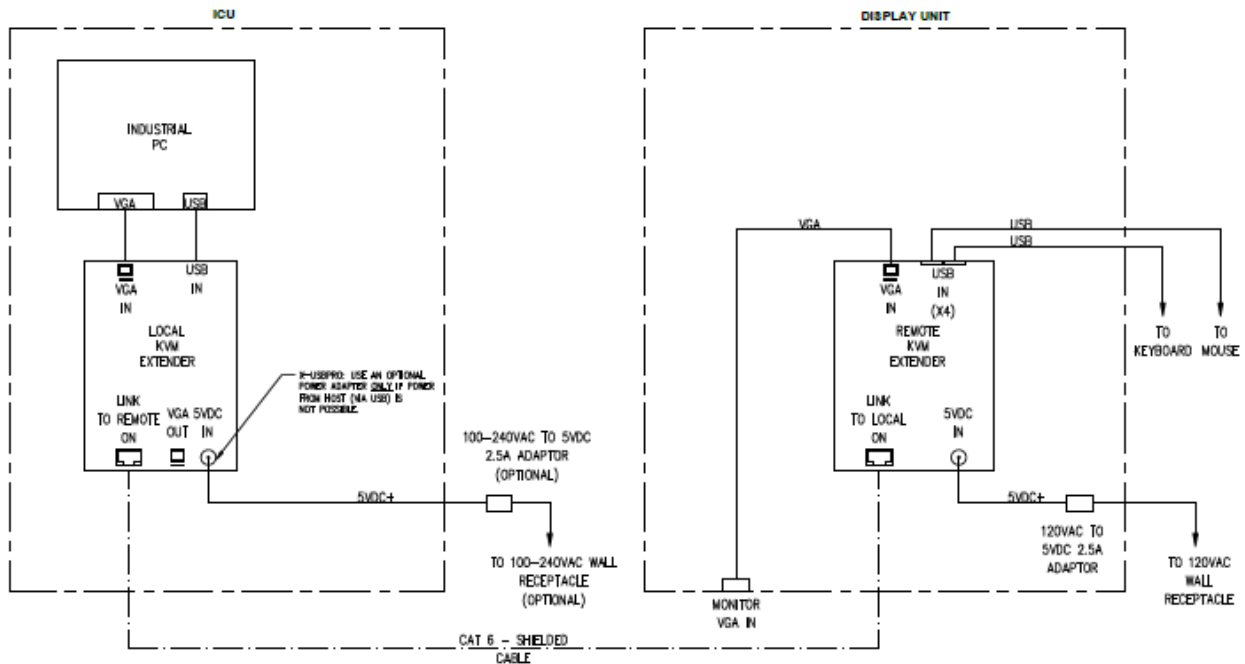 ICU
DISPLAY UNIT
INDUSTRIAL
PC
VGA
USB
VGA
IN
USB
IN
LOCAL
KVM
EXTENDER
LINK
TO REMOTE
ON
VGA
OUT
5VDC
IN
X-USBPRO: USE AN OPTIONAL
POWER ADAPTER ONLY IF POWER
FROM HOST (VIA USB) IS
NOT POSSIBLE.
100-240VAC TO 5VDC
2.5A ADAPTOR
(OPTIONAL)
5VDC+
TO 100-240VAC WALL
RECEPTACLE
(OPTIONAL)
VGA
USB
USB
VGA
IN
USB
IN
(X4)
REMOTE
KVM
EXTENDER
LINK
TO LOCAL
ON
5VDC
IN
TO
KEYBOARD
TO
MOUSE
5VDC+
120VAC TO
5VDC 2.5A
ADAPTOR
TO 120VAC
WALL
RECEPTACLE
MONITOR
VGA IN
CAT 6 - SHIELDED
CABLE